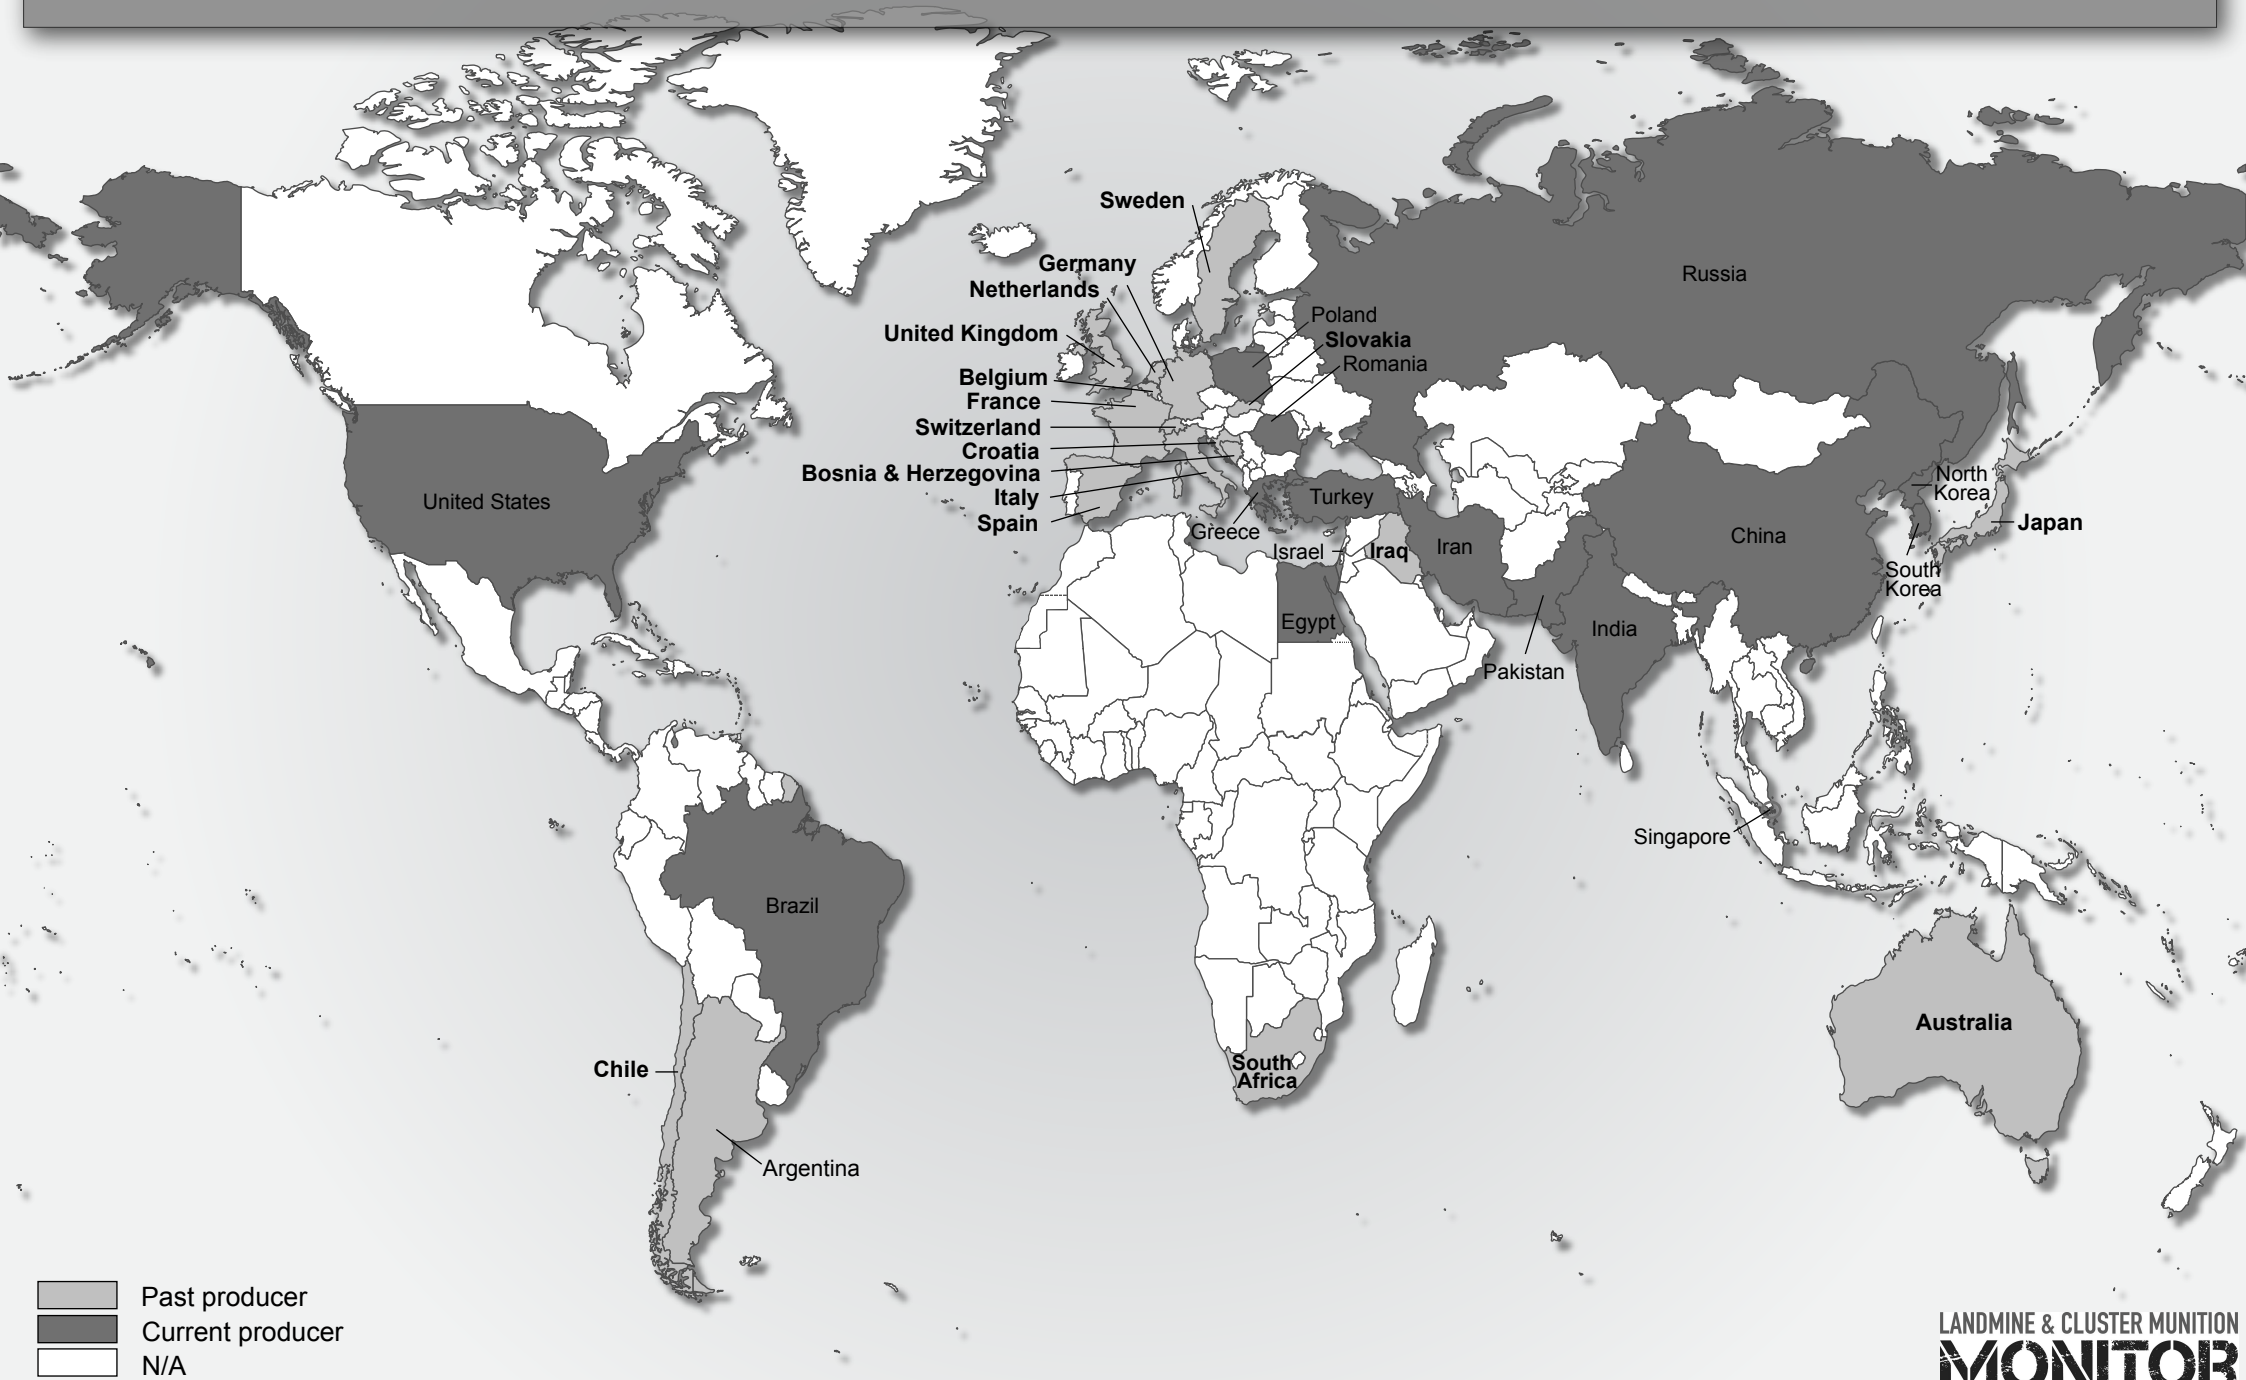 Sweden
Germany
Netherlands
United Kingdom
Belgium
France
Switzerland
Croatia
Bosnia & Herzegovina
Italy
Spain
Poland
Slovakia
Romania
Russia
United States
Turkey
Greece
Israel
Iraq
Iran
Egypt
Pakistan
India
China
North
Korea
South
Korea
Japan
Singapore
Brazil
Chile
Argentina
South
Africa
Australia
Past producer
Current producer
N/A
LANDMINE & CLUSTER MUNITION
MONITOR